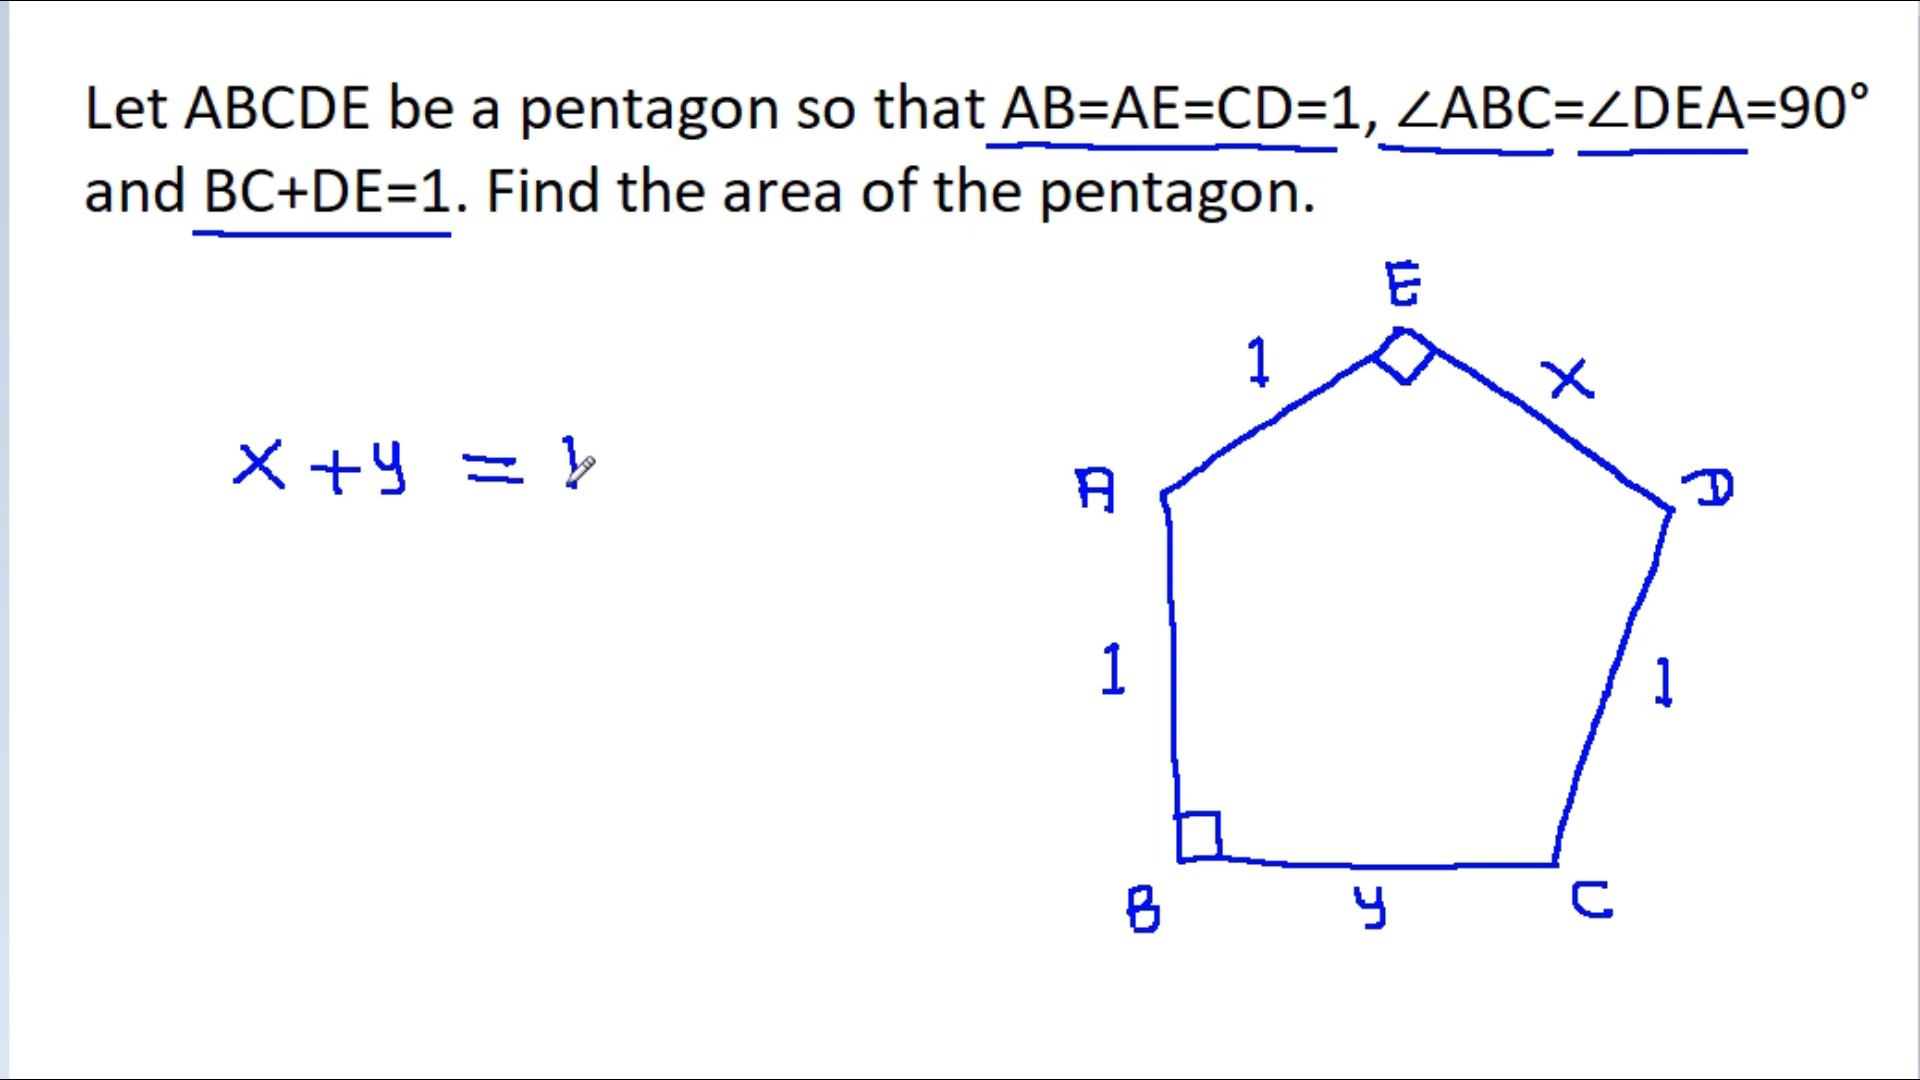 Let ABCDE be a pentagon so that AB=AE=CD=1, ∠ABC=∠DEA=90°
and BC+DE=1. Find the area of the pentagon.
E
1
x
x+y = 1
A
D
1
1
B
y
C